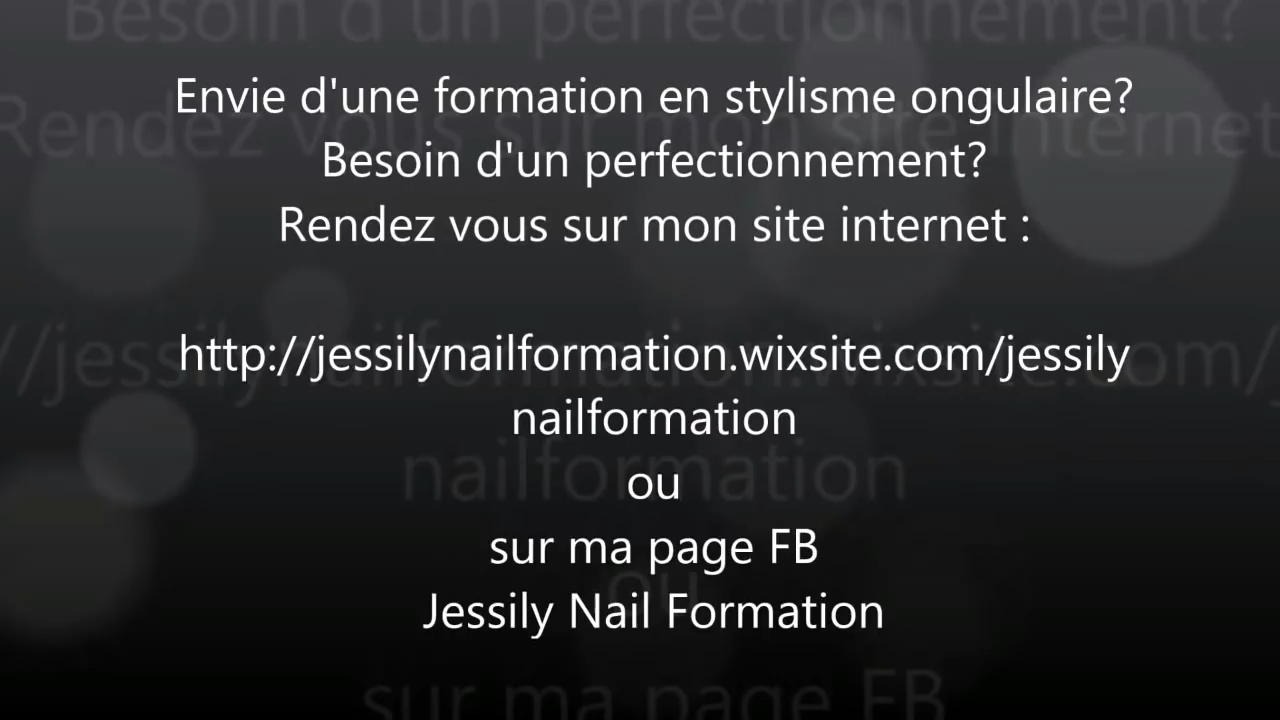 Envie d'une formation en stylisme ongulaire?
Besoin d'un perfectionnement?
Rendez vous sur mon site internet :
http://jessilynailformation.wixsite.com/jessily
nailformation
ou
sur ma page FB
Jessily Nail Formation